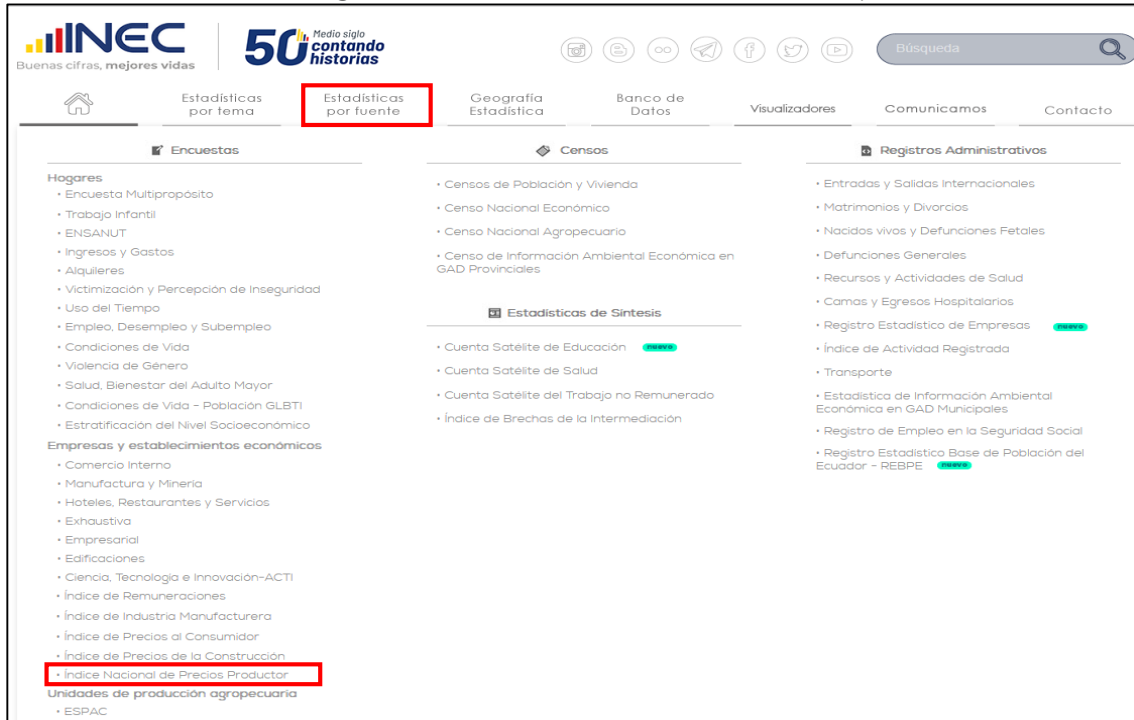 INEC
Buenas cifras, mejores vidas
50 Medio siglo
contando
historias
Búsqueda
Estadísticas
por tema
Estadísticas
por fuente
Geografía
Estadística
Banco de
Datos
Visualizadores
Comunicamos
Contacto
Encuestas
Hogares
• Encuesta Multipropósito
• Trabajo Infantil
• ENSANUT
• Ingresos y Gastos
• Alquileres
• Victimización y Percepción de Inseguridad
• Uso del Tiempo
• Empleo, Desempleo y Subempleo
• Condiciones de Vida
• Violencia de Género
• Salud, Bienestar del Adulto Mayor
• Condiciones de Vida - Población GLBTI
• Estratificación del Nivel Socioeconómico
Empresas y establecimientos económicos
• Comercio Interno
• Manufactura y Minería
• Hoteles, Restaurantes y Servicios
• Exhaustiva
• Empresarial
• Edificaciones
• Ciencia, Tecnología e Innovación-ACTI
• Índice de Remuneraciones
• Índice de Industria Manufacturera
• Índice de Precios al Consumidor
• Índice de Precios de la Construcción
• Índice Nacional de Precios Productor
Unidades de producción agropecuaria
• ESPAC
Censos
• Censos de Población y Vivienda
• Censo Nacional Económico
• Censo Nacional Agropecuario
• Censo de Información Ambiental Económica en
GAD Provinciales
Estadísticas de Síntesis
• Cuenta Satélite de Educación nuevo
• Cuenta Satélite de Salud
• Cuenta Satélite del Trabajo no Remunerado
• Índice de Brechas de la Intermediación
Registros Administrativos
• Entradas y Salidas Internacionales
• Matrimonios y Divorcios
• Nacidos vivos y Defunciones Fetales
• Defunciones Generales
• Recursos y Actividades de Salud
• Camas y Egresos Hospitalarios
• Registro Estadístico de Empresas nuevo
• Índice de Actividad Registrada
• Transporte
• Estadística de Información Ambiental
Económica en GAD Municipales
• Registro de Empleo en la Seguridad Social
• Registro Estadístico Base de Población del
Ecuador - REBPE nuevo